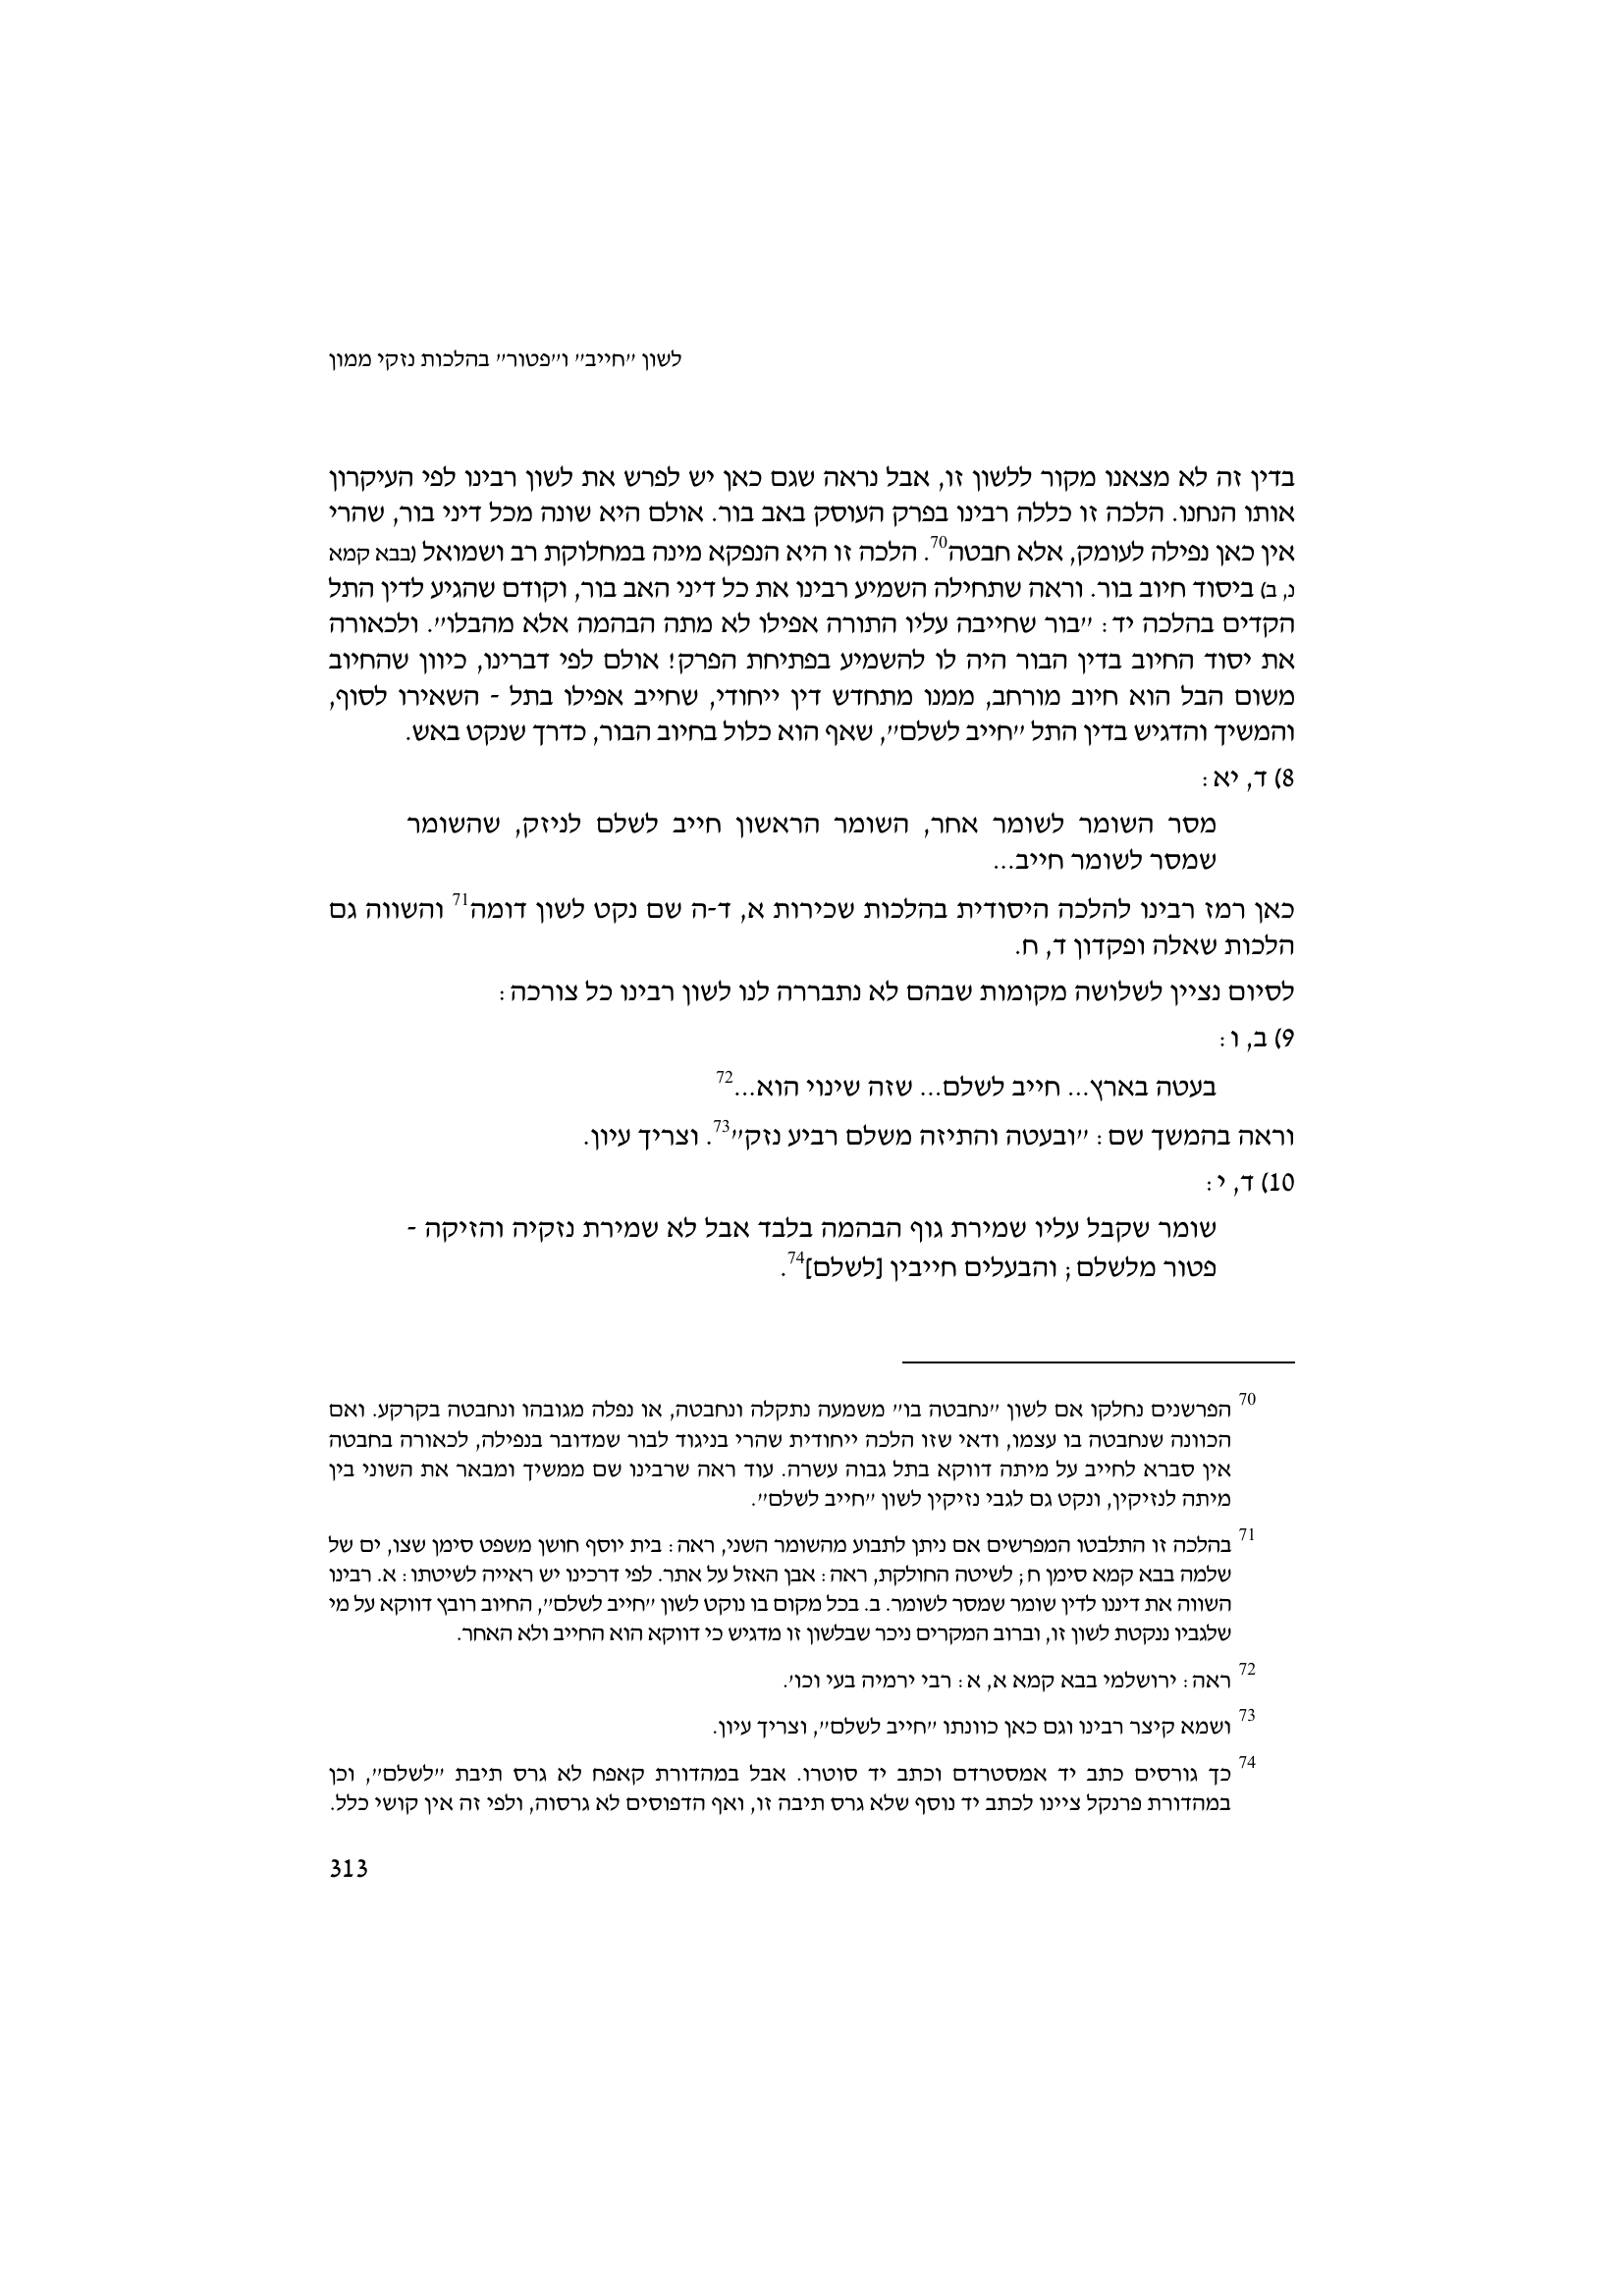 לשון "חייב" ו"פטור" בהלכות נזקי ממון
בדין זה לא מצאנו מקור ללשון זו, אבל נראה שגם כאן יש לפרש את לשון רבינו לפי העיקרון
אותו הנחנו. הלכה זו כללה רבינו בפרק העוסק באב בור. אולם היא שונה מכל דיני בור, שהרי
אין כאן נפילה לעומק, אלא חבטה70. הלכה זו היא הנפקא מינה במחלוקת רב ושמואל (בבא קמא
נ, ב) ביסוד חיוב בור. וראה שתחילה השמיע רבינו את כל דיני האב בור, וקודם שהגיע לדין התל
הקדים בהלכה יד: "בור שחייבה עליו התורה אפילו לא מתה הבהמה אלא מהבלו". ולכאורה
את יסוד החיוב בדין הבור היה לו להשמיע בפתיחת הפרק! אולם לפי דברינו, כיוון שהחיוב
משום הבל הוא חיוב מורחב, ממנו מתחדש דין ייחודי, שחייב אפילו בתל - השאירו לסוף,
והמשיך והדגיש בדין התל "חייב לשלם", שאף הוא כלול בחיוב הבור, כדרך שנקט באש.
8) ד, יא:
מסר השומר לשומר אחר, השומר הראשון חייב לשלם לניזק, שהשומר
שמסר לשומר חייב...
כאן רמז רבינו להלכה היסודית בהלכות שכירות א, ד-ה שם נקט לשון דומה71 והשווה גם
הלכות שאלה ופקדון ד, ח.
לסיום נציין לשלושה מקומות שבהם לא נתבררה לנו לשון רבינו כל צורכה:
9) ב, ו:
בעטה בארץ... חייב לשלם... שזה שינוי הוא...72
וראה בהמשך שם: "ובעטה והתיזה משלם רביע נזק"73. וצריך עיון.
10) ד, י:
שומר שקבל עליו שמירת גוף הבהמה בלבד אבל לא שמירת נזקיה והזיקה -
פטור מלשלם; והבעלים חייבין [לשלם]74.
70 הפרשנים נחלקו אם לשון "נחבטה בו" משמעה נתקלה ונחבטה, או נפלה מגובהו ונחבטה בקרקע. ואם
הכוונה שנחבטה בו עצמו, ודאי שזו הלכה ייחודית שהרי בניגוד לבור שמדובר בנפילה, לכאורה בחבטה
אין סברא לחייב על מיתה דווקא בתל גבוה עשרה. עוד ראה שרבינו שם ממשיך ומבאר את השוני בין
מיתה לנזיקין, ונקט גם לגבי נזיקין לשון "חייב לשלם".
71 בהלכה זו התלבטו המפרשים אם ניתן לתבוע מהשומר השני, ראה: בית יוסף חושן משפט סימן שצו, ים של
שלמה בבא קמא סימן ח; לשיטה החולקת, ראה: אבן האזל על אתר. לפי דרכינו יש ראייה לשיטתו: א. רבינו
השווה את דיננו לדין שומר שמסר לשומר. ב. בכל מקום בו נוקט לשון "חייב לשלם", החיוב רובץ דווקא על מי
שלגביו ננקטת לשון זו, וברוב המקרים ניכר שבלשון זו מדגיש כי דווקא הוא החייב ולא האחר.
72 ראה: ירושלמי בבא קמא א, א: רבי ירמיה בעי וכו'.
73 ושמא קיצר רבינו וגם כאן כוונתו "חייב לשלם", וצריך עיון.
74 כך גורסים כתב יד אמסטרדם וכתב יד סוטרו. אבל במהדורת קאפח לא גרס תיבת "לשלם", וכן
במהדורת פרנקל ציינו לכתב יד נוסף שלא גרס תיבה זו, ואף הדפוסים לא גרסוה, ולפי זה אין קושי כלל.
313